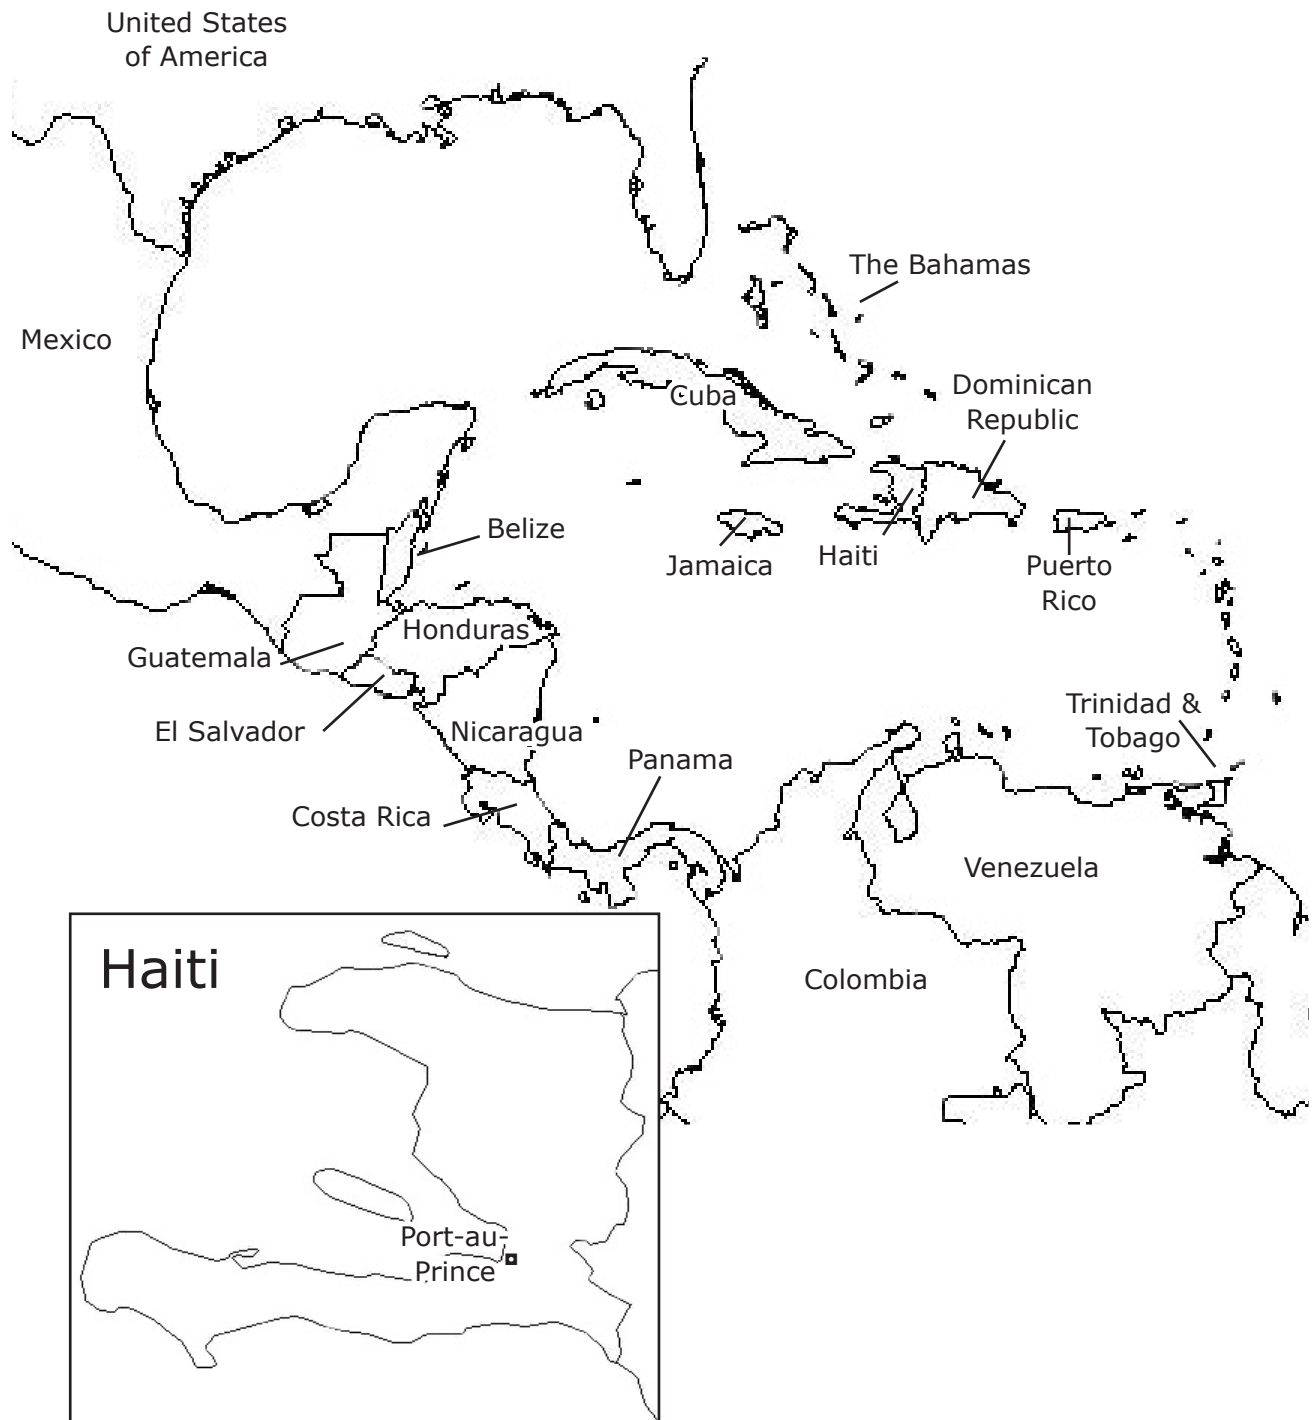 United States
of America
The Bahamas
Mexico
Dominican
Republic
Cuba
Belize
Jamaica
Haiti
Puerto
Rico
Honduras
Guatemala
El Salvador
Nicaragua
Trinidad &
Tobago
Panama
Costa Rica
Venezuela
Colombia
Haiti
Port-au-
Prince